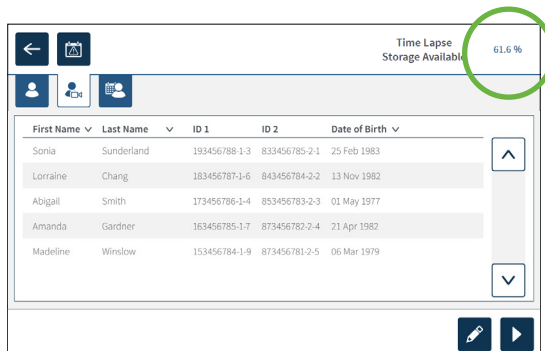 Time Lapse
Storage Available 61.6 %
First Name Last Name ID 1 ID 2 Date of Birth
Sonia Sunderland 193456788-1-3 833456785-2-1 25 Feb 1983
Lorraine Chang 183456787-1-6 843456784-2-2 13 Nov 1982
Abigail Smith 173456786-1-4 853456783-2-3 01 May 1977
Amanda Gardner 163456785-1-7 873456782-2-4 21 Apr 1982
Madeline Winslow 153456784-1-9 873456781-2-5 06 Mar 1979